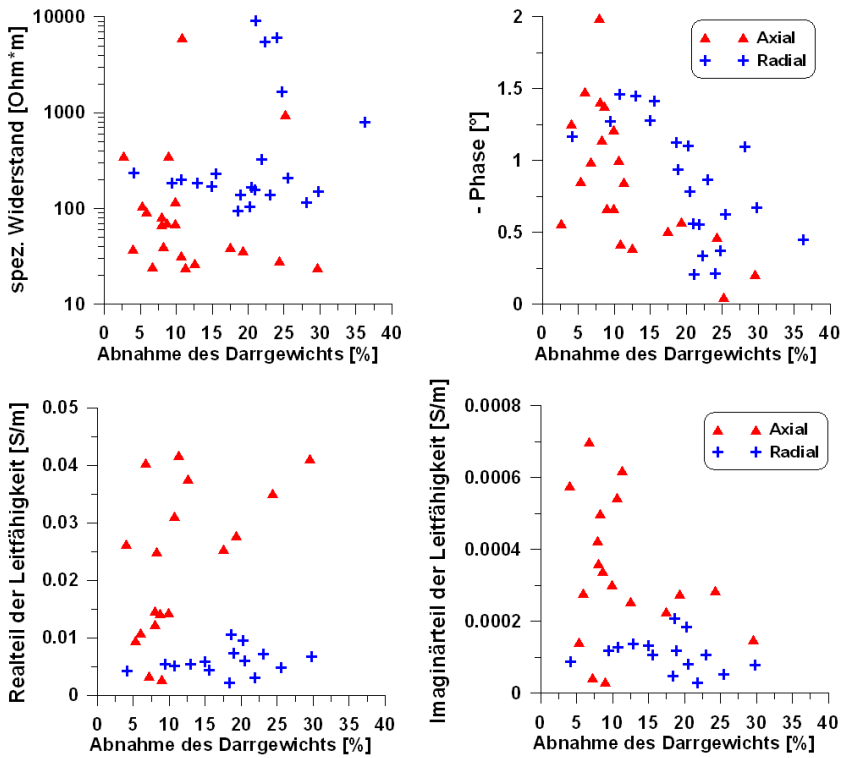 spez. Widerstand [Ohm*m]
10000
1000
100
10
0 5 10 15 20 25 30 35 40
Abnahme des Darrgewichts [%]
- Phase [°]
2
1.5
1
0.5
0
Axial
Radial
0 5 10 15 20 25 30 35 40
Abnahme des Darrgewichts [%]
Realteil der Leitfähigkeit [S/m]
0.05
0.04
0.03
0.02
0.01
0
0 5 10 15 20 25 30 35 40
Abnahme des Darrgewichts [%]
Imaginärteil der Leitfähigkeit [S/m]
0.0008
0.0006
0.0004
0.0002
0
Axial
Radial
0 5 10 15 20 25 30 35 40
Abnahme des Darrgewichts [%]